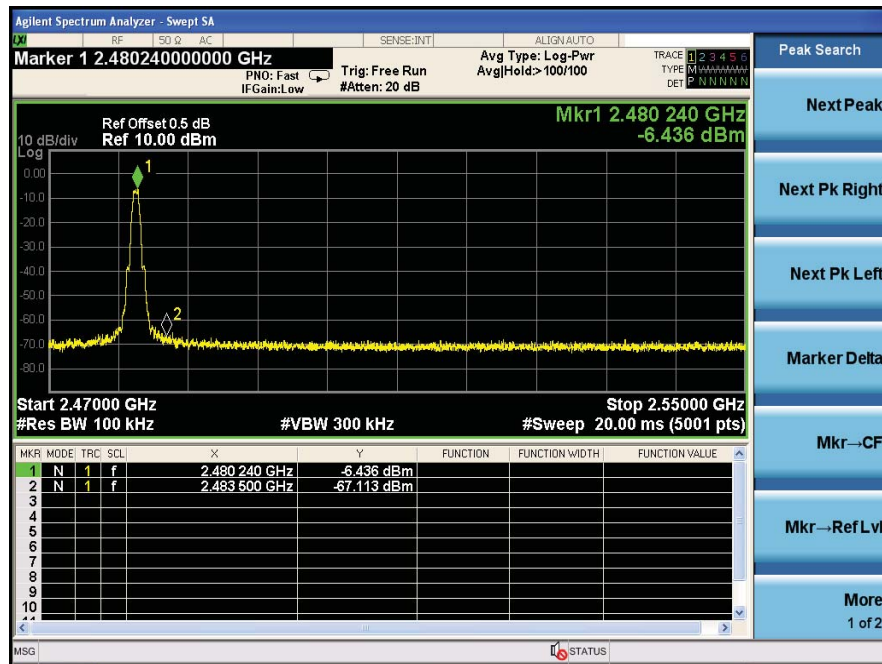 Agilent Spectrum Analyzer - Swept SA
LXI RF 50 Ω AC SENSE:INT ALIGN AUTO
Marker 1 2.480240000000 GHz
PNO: Fast
IFGain:Low
Trig: Free Run
#Atten: 20 dB
Avg Type: Log-Pwr
Avg|Hold:>100/100
TRACE 1 2 3 4 5 6
TYPE M
DET P N N N N N
Mkr1 2.480 240 GHz
-6.436 dBm
Ref Offset 0.5 dB
10 dB/div Ref 10.00 dBm
Log
1
0.00
-10.0
-20.0
-30.0
-40.0
-50.0
-60.0
2
-70.0
-80.0
Start 2.47000 GHz Stop 2.55000 GHz
#Res BW 100 kHz #VBW 300 kHz #Sweep 20.00 ms (5001 pts)
MKR MODE TRC SCL X Y FUNCTION FUNCTION WIDTH FUNCTION VALUE
1 N 1 f 2.480 240 GHz -6.436 dBm
2 N 1 f 2.483 500 GHz -67.113 dBm
3
4
5
6
7
8
9
10
11
MSG STATUS
Peak Search
Next Peak
Next Pk Right
Next Pk Left
Marker Delta
Mkr→CF
Mkr→Ref Lvl
More
1 of 2